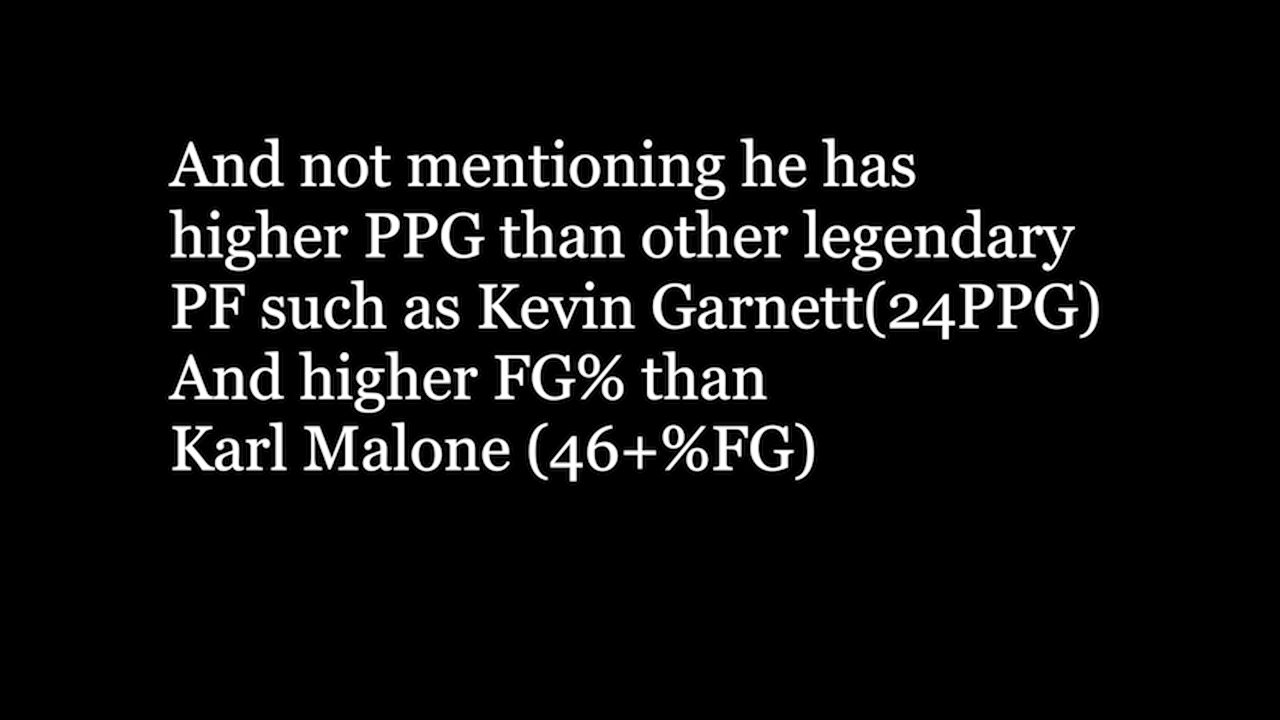 And not mentioning he has
higher PPG than other legendary
PF such as Kevin Garnett(24PPG)
And higher FG% than
Karl Malone (46+%FG)